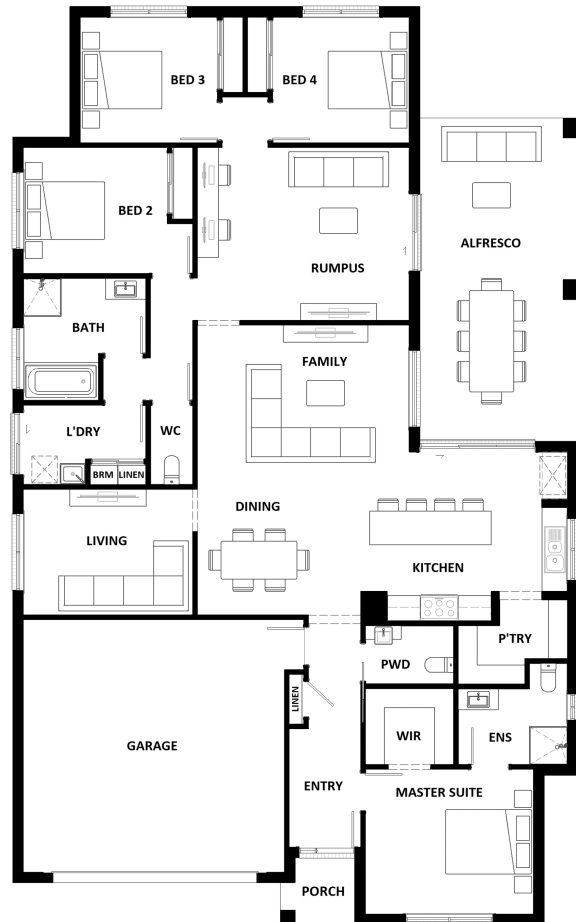 BED 3
BED 4
BED 2
RUMPUS
ALFRESCO
BATH
FAMILY
L'DRY
WC
BRM
LINEN
DINING
LIVING
KITCHEN
P'TRY
PWD
LINEN
WIR
ENS
GARAGE
ENTRY
MASTER SUITE
PORCH